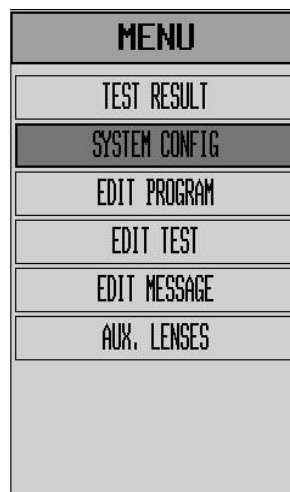 MENU
TEST RESULT
SYSTEM CONFIG
EDIT PROGRAM
EDIT TEST
EDIT MESSAGE
AUX. LENSES